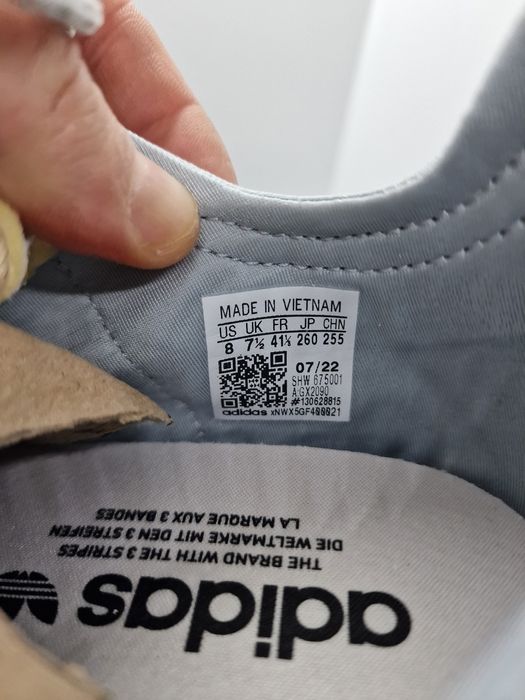 MADE IN VIETNAM
US UK FR JP CHN
8 7½ 41⅓ 260 255
07/22
SHW 675001
A:GX2090
#130628815
adidas xNWX5GF400021
adidas
THE BRAND WITH THE 3 STRIPES
DIE WELTMARKE MIT DEN 3 STREIFEN
LA MARQUE AUX 3 BANDES